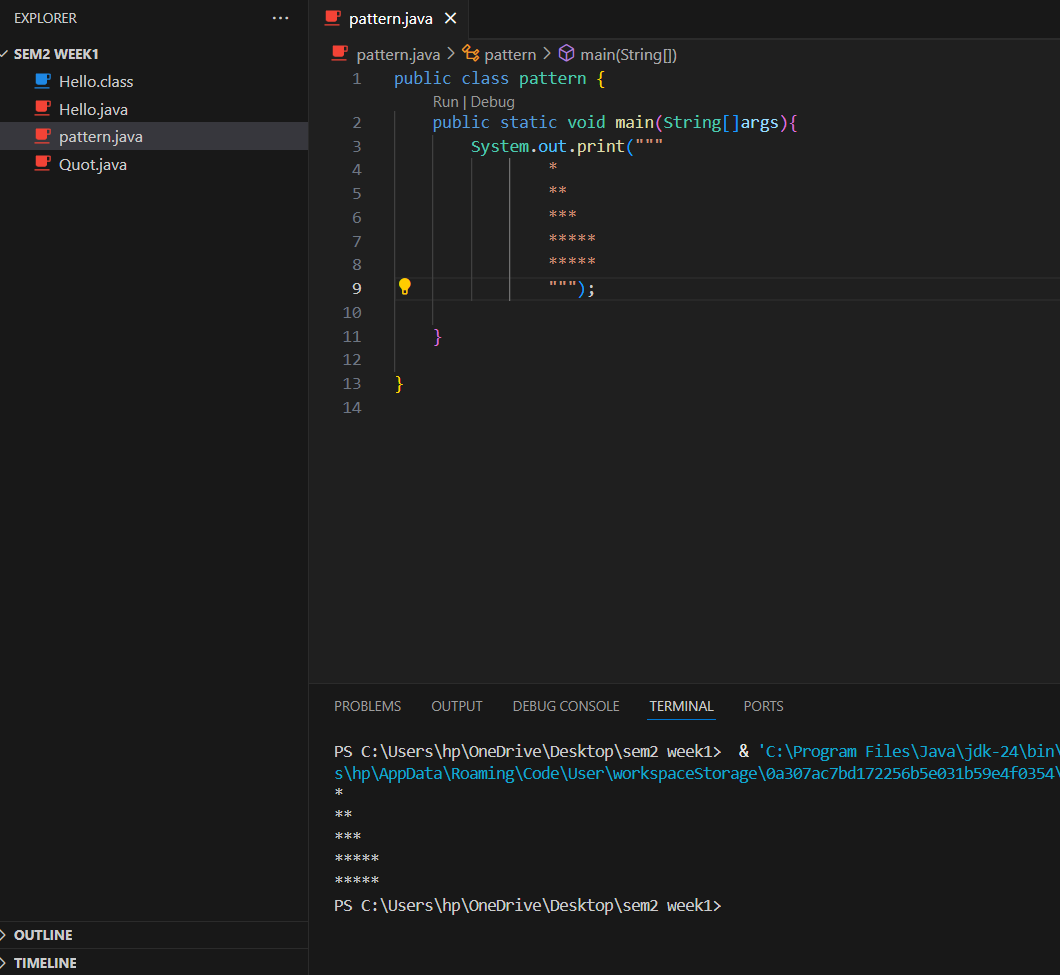 EXPLORER ···
SEM2 WEEK1
Hello.class
Hello.java
pattern.java
Quot.java
OUTLINE
TIMELINE
pattern.java
pattern.java > pattern > main(String[])
1 public class pattern {
Run | Debug
2 public static void main(String[]args){
3 System.out.print("""
4 *
5 **
6 ***
7 *****
8 *****
9 """);
10
11 }
12
13 }
14
PROBLEMS OUTPUT DEBUG CONSOLE TERMINAL PORTS
PS C:\Users\hp\OneDrive\Desktop\sem2 week1> & 'C:\Program Files\Java\jdk-24\bin\
s\hp\AppData\Roaming\Code\User\workspaceStorage\0a307ac7bd172256b5e031b59e4f0354\
*
**
***
*****
*****
PS C:\Users\hp\OneDrive\Desktop\sem2 week1>